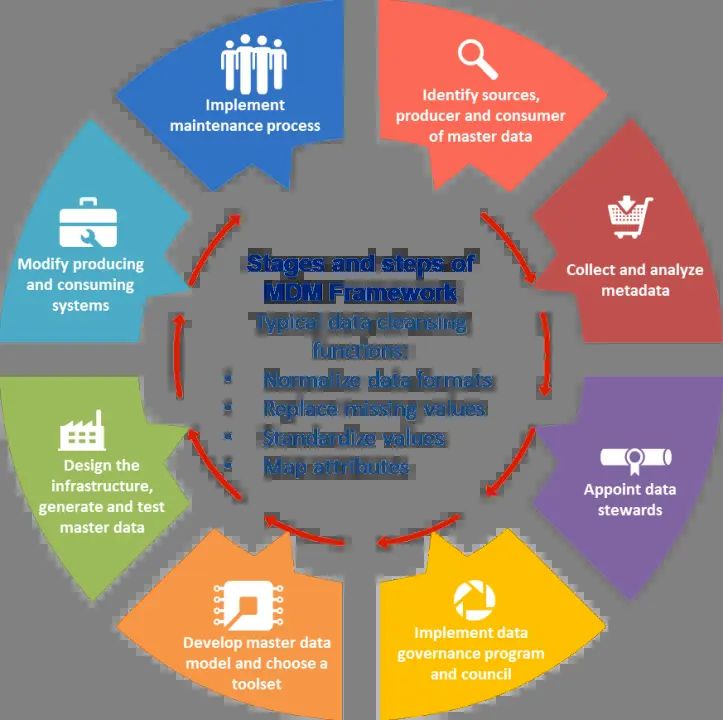 Implement
maintenance process
Identify sources,
producer and consumer
of master data
Collect and analyze
metadata
Appoint data
stewards
Implement data
governance program
and council
Develop master data
model and choose a
toolset
Design the
infrastructure,
generate and test
master data
Modify producing
and consuming
systems
Stages and steps of
MDM Framework
Typical data cleansing
functions:
• Normalize data formats
• Replace missing values
• Standardize values
• Map attributes